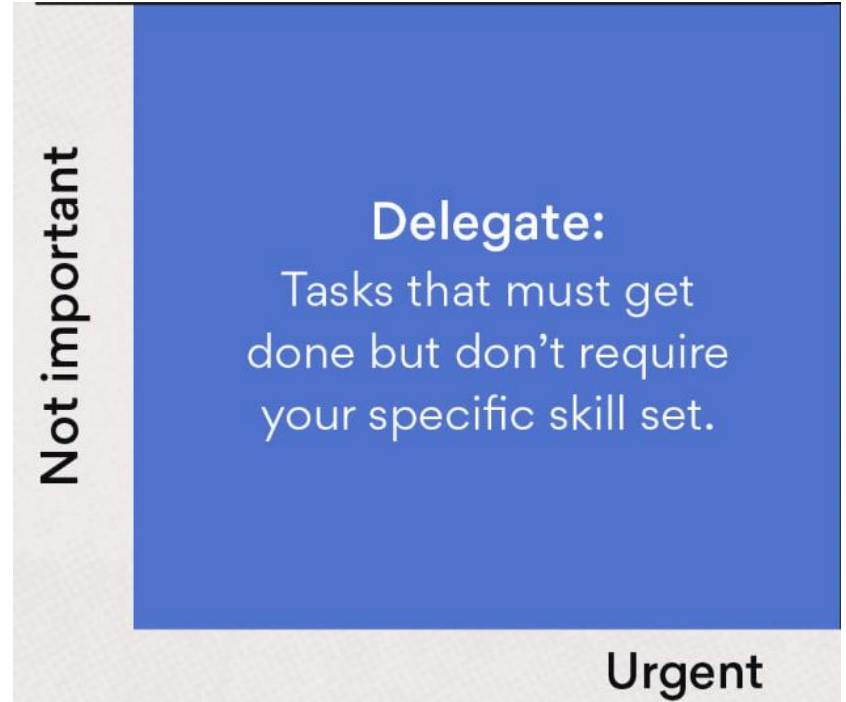 Not important
Delegate:
Tasks that must get
done but don’t require
your specific skill set.
Urgent